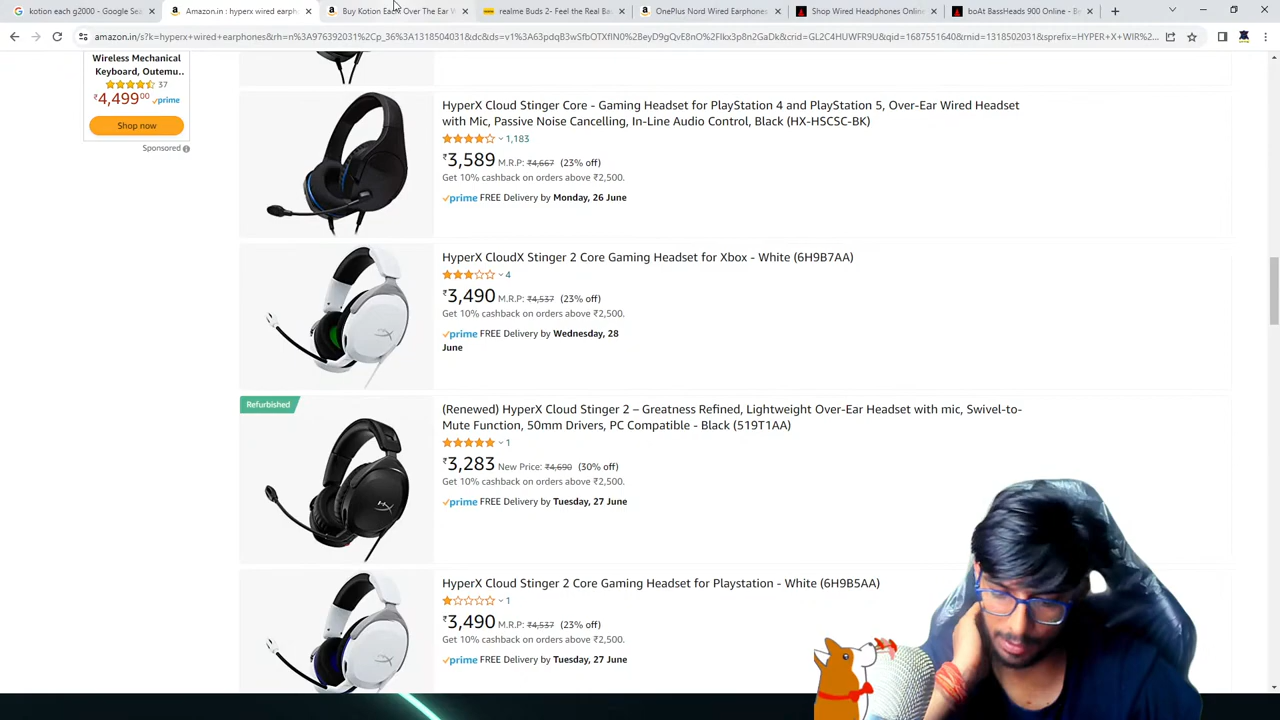 kotion each g2000 - Google Se
Amazon.in : hyperx wired earph
Buy Kotion Each Over The Ear W
realme Buds 2- Feel the Real Ba
OnePlus Nord Wired Earphones
Shop Wired Headphones Online
boAt BassHeads 900 Online - B
Wireless Mechanical
Keyboard, Outemu..
37
₹4,499.00 prime
Shop now
Sponsored
HyperX Cloud Stinger Core - Gaming Headset for PlayStation 4 and PlayStation 5, Over-Ear Wired Headset
with Mic, Passive Noise Cancelling, In-Line Audio Control, Black (HX-HSCSC-BK)
1,183
₹3,589 M.R.P: ₹4,667 (23% off)
Get 10% cashback on orders above ₹2,500.
prime FREE Delivery by Monday, 26 June
HyperX CloudX Stinger 2 Core Gaming Headset for Xbox - White (6H9B7AA)
4
₹3,490 M.R.P: ₹4,537 (23% off)
Get 10% cashback on orders above ₹2,500.
prime FREE Delivery by Wednesday, 28
June
Refurbished
(Renewed) HyperX Cloud Stinger 2 – Greatness Refined, Lightweight Over-Ear Headset with mic, Swivel-to-
Mute Function, 50mm Drivers, PC Compatible - Black (519T1AA)
1
₹3,283 New Price: ₹4,690 (30% off)
Get 10% cashback on orders above ₹2,500.
prime FREE Delivery by Tuesday, 27 June
HyperX Cloud Stinger 2 Core Gaming Headset for Playstation - White (6H9B5AA)
1
₹3,490 M.R.P: ₹4,537 (23% off)
Get 10% cashback on orders above ₹2,500.
prime FREE Delivery by Tuesday, 27 June